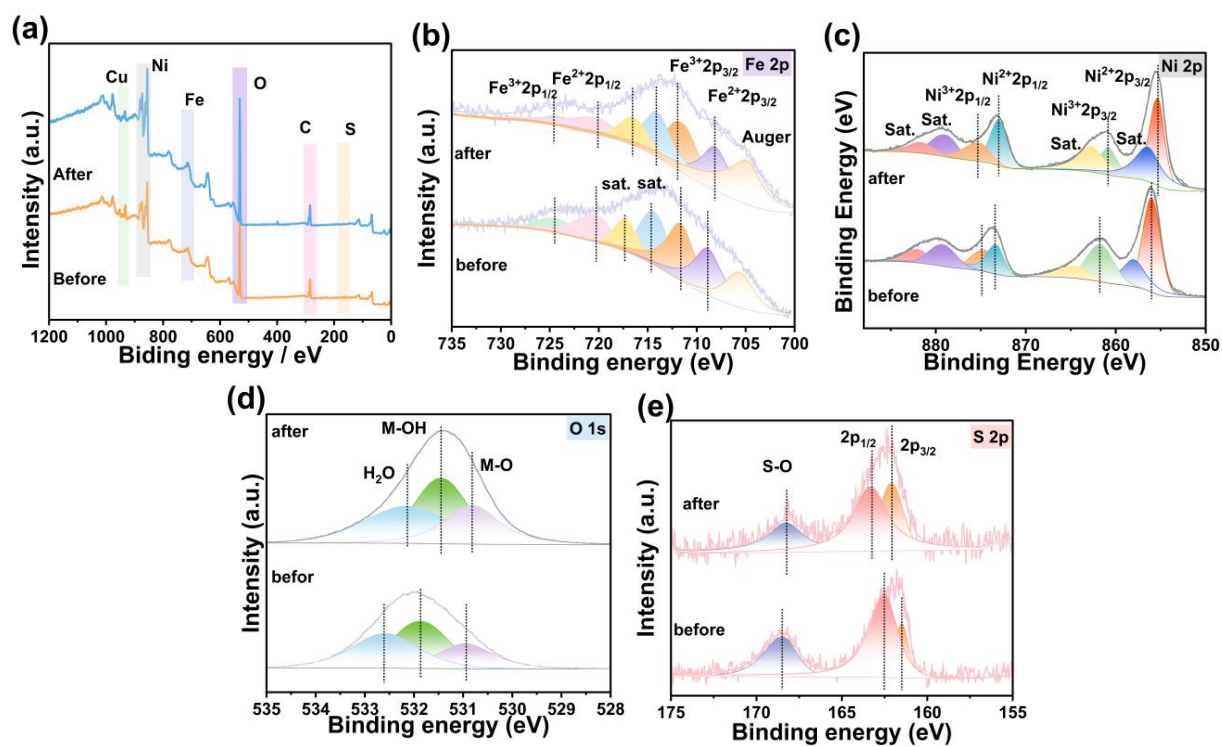 (a)
Cu
Ni
Fe
O
C
S
After
Before
Intensity (a.u.)
1200 1000 800 600 400 200 0
Biding energy / eV
(b)
Fe 2p
Fe³⁺2p₁/₂
Fe²⁺2p₁/₂
Fe³⁺2p₃/₂
Fe²⁺2p₃/₂
Auger
after
sat. sat.
before
Intensity (a.u.)
735 730 725 720 715 710 705 700
Binding energy (eV)
(c)
Ni 2p
Ni²⁺2p₁/₂
Ni²⁺2p₃/₂
Ni³⁺2p₁/₂
Ni³⁺2p₃/₂
Sat. Sat. Sat. Sat.
after
before
Binding Energy (eV)
880 870 860 850
Binding Energy (eV)
(d)
O 1s
after
M-OH
H₂O
M-O
befor
Intensity (a.u.)
535 534 533 532 531 530 529 528
Binding energy (eV)
(e)
S 2p
2p₁/₂
2p₃/₂
S-O
after
before
Intensity (a.u.)
175 170 165 160 155
Binding energy (eV)